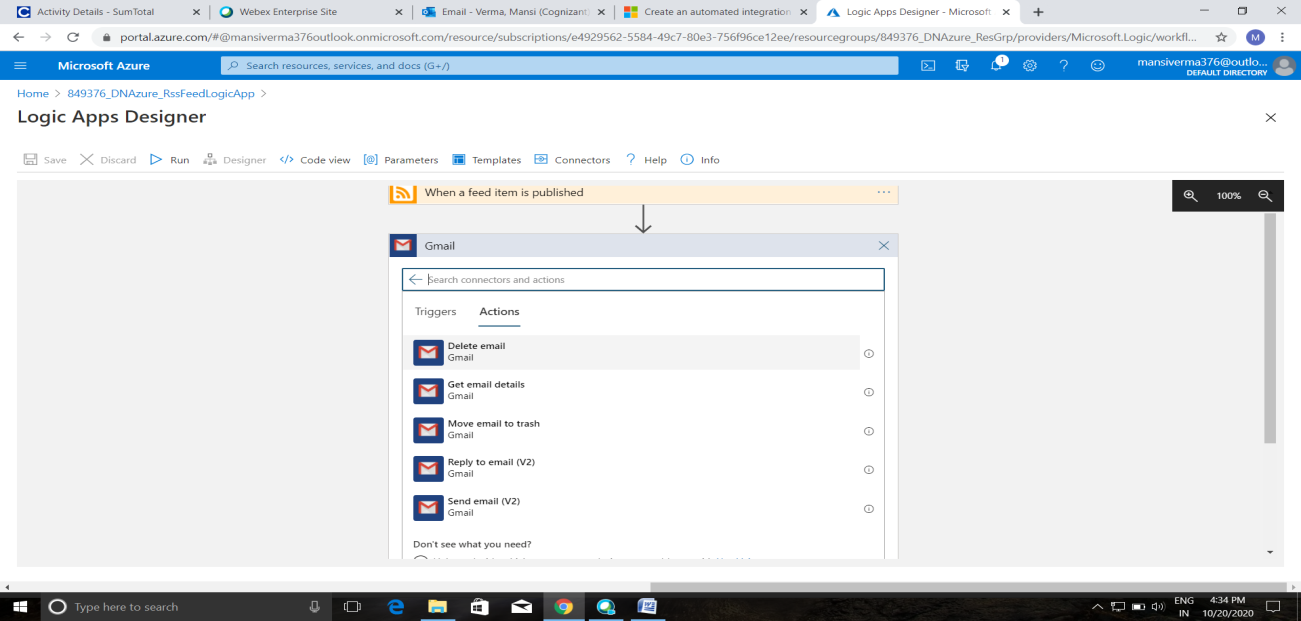 Activity Details - SumTotal
Webex Enterprise Site
Email - Verma, Mansi (Cognizant)
Create an automated integration
Logic Apps Designer - Microsoft
portal.azure.com/#@mansiverma376outlook.onmicrosoft.com/resource/subscriptions/e4929562-5584-49c7-80e3-756f96ce12ee/resourcegroups/849376_DNAzure_ResGrp/providers/Microsoft.Logic/workfl...
M
Microsoft Azure
Search resources, services, and docs (G+/)
1
mansiverma376@outlo...
DEFAULT DIRECTORY
Home > 849376_DNAzure_RssFeedLogicApp >
Logic Apps Designer
Save Discard Run Designer Code view Parameters Templates Connectors Help Info
When a feed item is published
100%
Gmail
Search connectors and actions
Triggers Actions
Delete email
Gmail
Get email details
Gmail
Move email to trash
Gmail
Reply to email (V2)
Gmail
Send email (V2)
Gmail
Don't see what you need?
Type here to search
ENG
IN
4:34 PM
10/20/2020